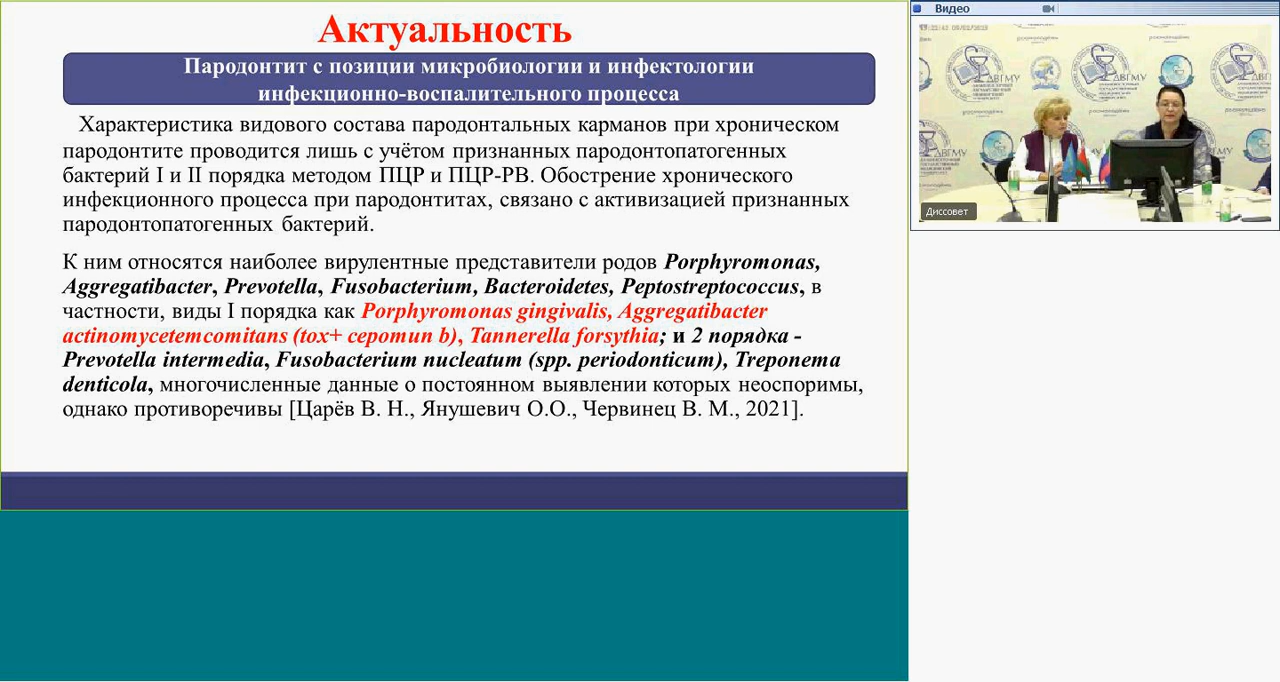 Актуальность
Пародонтит с позиции микробиологии и инфектологии
инфекционно-воспалительного процесса
Характеристика видового состава пародонтальных карманов при хроническом
пародонтите проводится лишь с учётом признанных пародонтопатогенных
бактерий I и II порядка методом ПЦР и ПЦР-РВ. Обострение хронического
инфекционного процесса при пародонтитах, связано с активизацией признанных
пародонтопатогенных бактерий.
К ним относятся наиболее вирулентные представители родов Porphyromonas,
Aggregatibacter, Prevotella, Fusobacterium, Bacteroidetes, Peptostreptococcus, в
частности, виды I порядка как Porphyromonas gingivalis, Aggregatibacter
actinomycetemcomitans (tox+ серотип b), Tannerella forsythia; и 2 порядка -
Prevotella intermedia, Fusobacterium nucleatum (spp. periodonticum), Treponema
denticola, многочисленные данные о постоянном выявлении которых неоспоримы,
однако противоречивы [Царёв В. Н., Янушевич О.О., Червинец В. М., 2021].
Видео
ДВГМУ
ДВГМУ
Диссовет